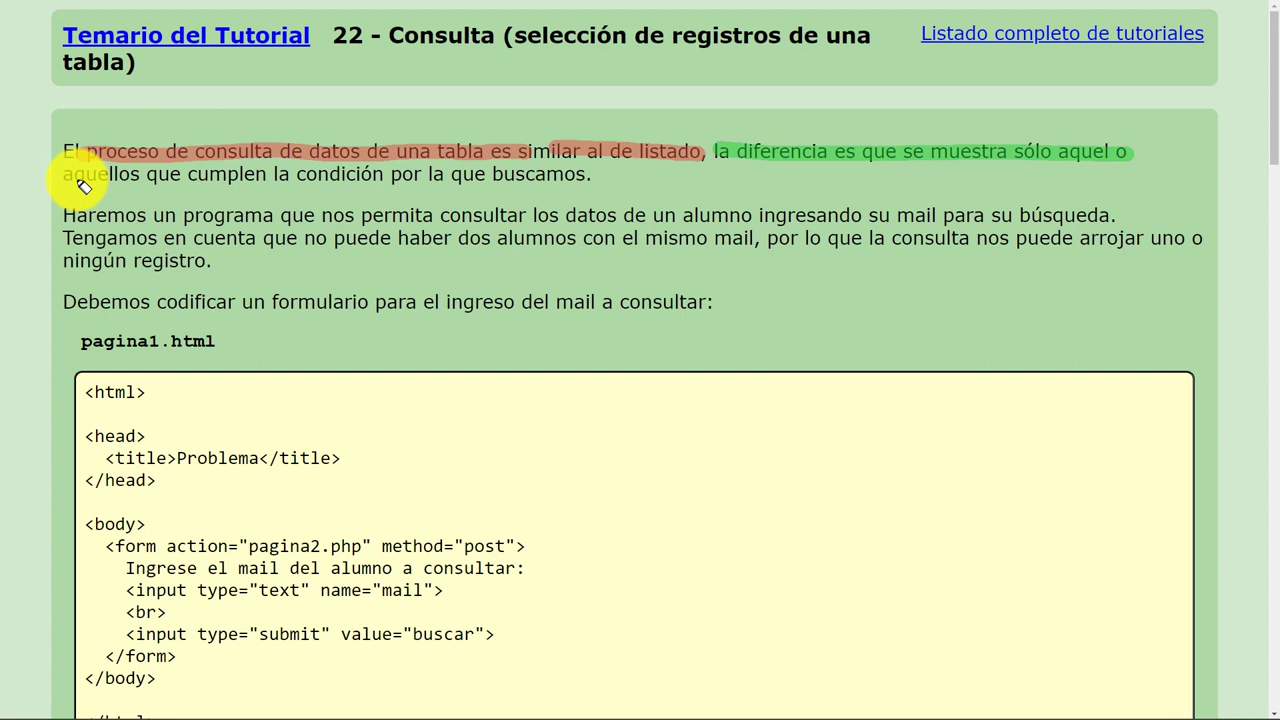 Temario del Tutorial 22 - Consulta (selección de registros de una tabla)
Listado completo de tutoriales
El proceso de consulta de datos de una tabla es similar al de listado, la diferencia es que se muestra sólo aquel o
aquellos que cumplen la condición por la que buscamos.
Haremos un programa que nos permita consultar los datos de un alumno ingresando su mail para su búsqueda.
Tengamos en cuenta que no puede haber dos alumnos con el mismo mail, por lo que la consulta nos puede arrojar uno o
ningún registro.
Debemos codificar un formulario para el ingreso del mail a consultar:
pagina1.html
<html>
<head>
  <title>Problema</title>
</head>
<body>
  <form action="pagina2.php" method="post">
    Ingrese el mail del alumno a consultar:
    <input type="text" name="mail">
    <br>
    <input type="submit" value="buscar">
  </form>
</body>